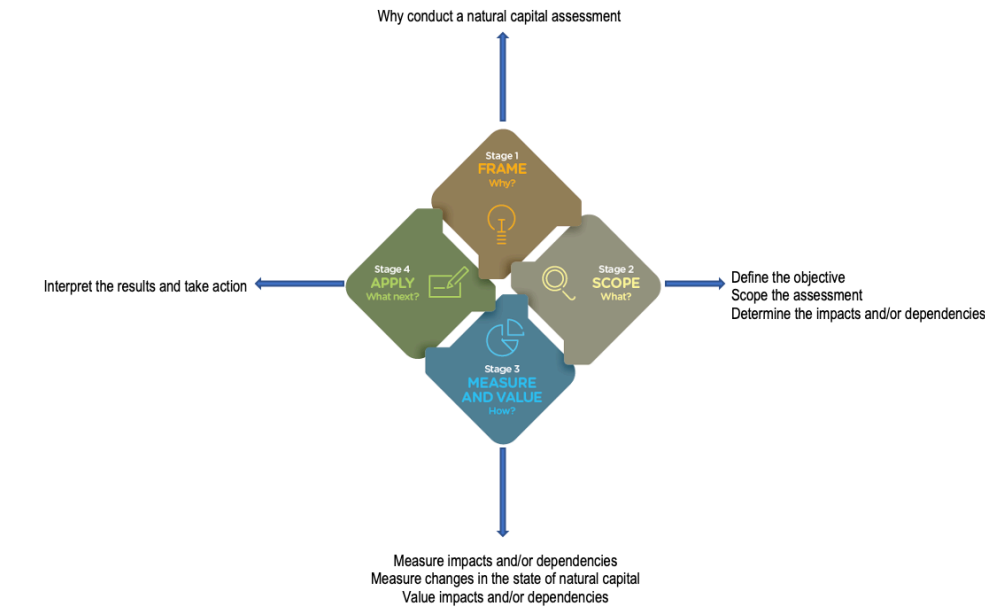 Why conduct a natural capital assessment
Stage 1
FRAME
Why?
Stage 4
APPLY
What next?
Stage 2
SCOPE
What?
Interpret the results and take action
Define the objective
Scope the assessment
Determine the impacts and/or dependencies
Stage 3
MEASURE
AND VALUE
How?
Measure impacts and/or dependencies
Measure changes in the state of natural capital
Value impacts and/or dependencies